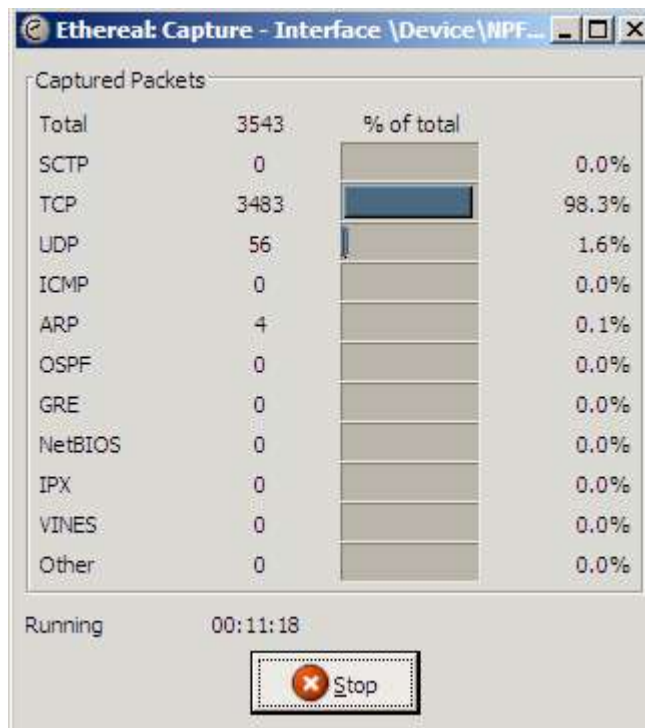 Ethereal: Capture - Interface \Device\NPF...
Captured Packets
Total 3543 % of total
SCTP 0 0.0%
TCP 3483 98.3%
UDP 56 1.6%
ICMP 0 0.0%
ARP 4 0.1%
OSPF 0 0.0%
GRE 0 0.0%
NetBIOS 0 0.0%
IPX 0 0.0%
VINES 0 0.0%
Other 0 0.0%
Running 00:11:18
Stop